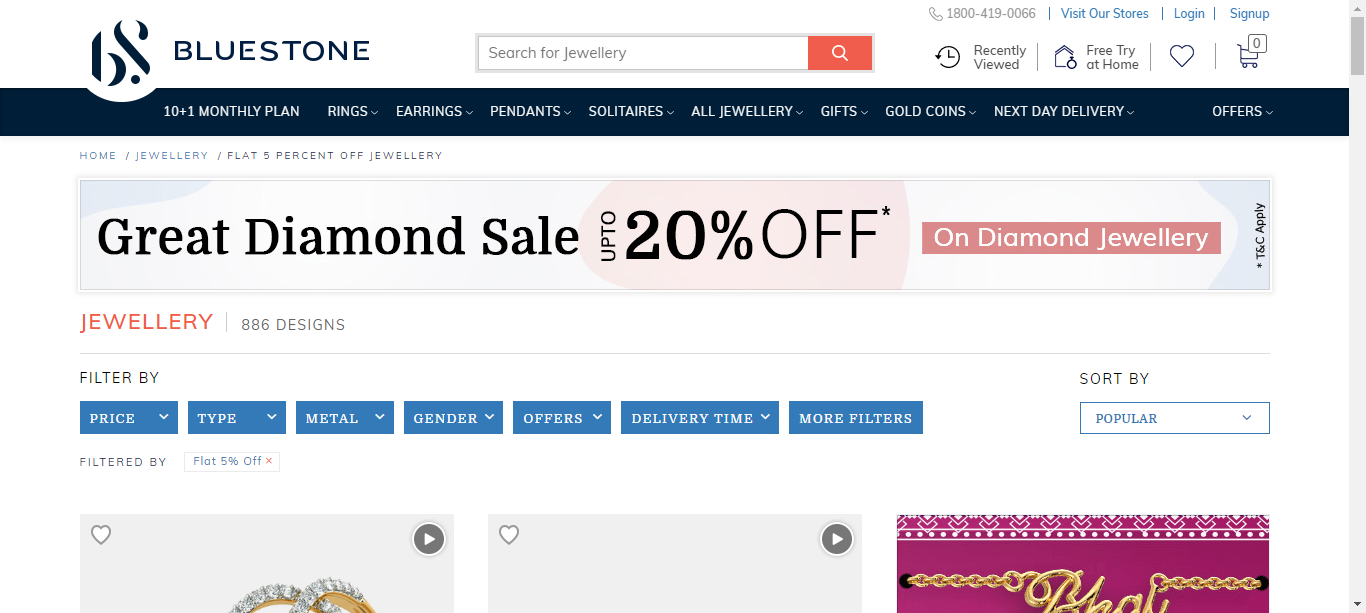 1800-419-0066 Visit Our Stores Login Signup
BLUESTONE
Search for Jewellery
Recently Viewed
Free Try at Home
0
10+1 MONTHLY PLAN RINGS EARRINGS PENDANTS SOLITAIRES ALL JEWELLERY GIFTS GOLD COINS NEXT DAY DELIVERY OFFERS
HOME / JEWELLERY / FLAT 5 PERCENT OFF JEWELLERY
Great Diamond Sale UPTO 20% OFF* On Diamond Jewellery * T&C Apply
JEWELLERY 886 DESIGNS
FILTER BY
SORT BY
PRICE TYPE METAL GENDER OFFERS DELIVERY TIME MORE FILTERS
POPULAR
FILTERED BY Flat 5% Off ×
Bhai